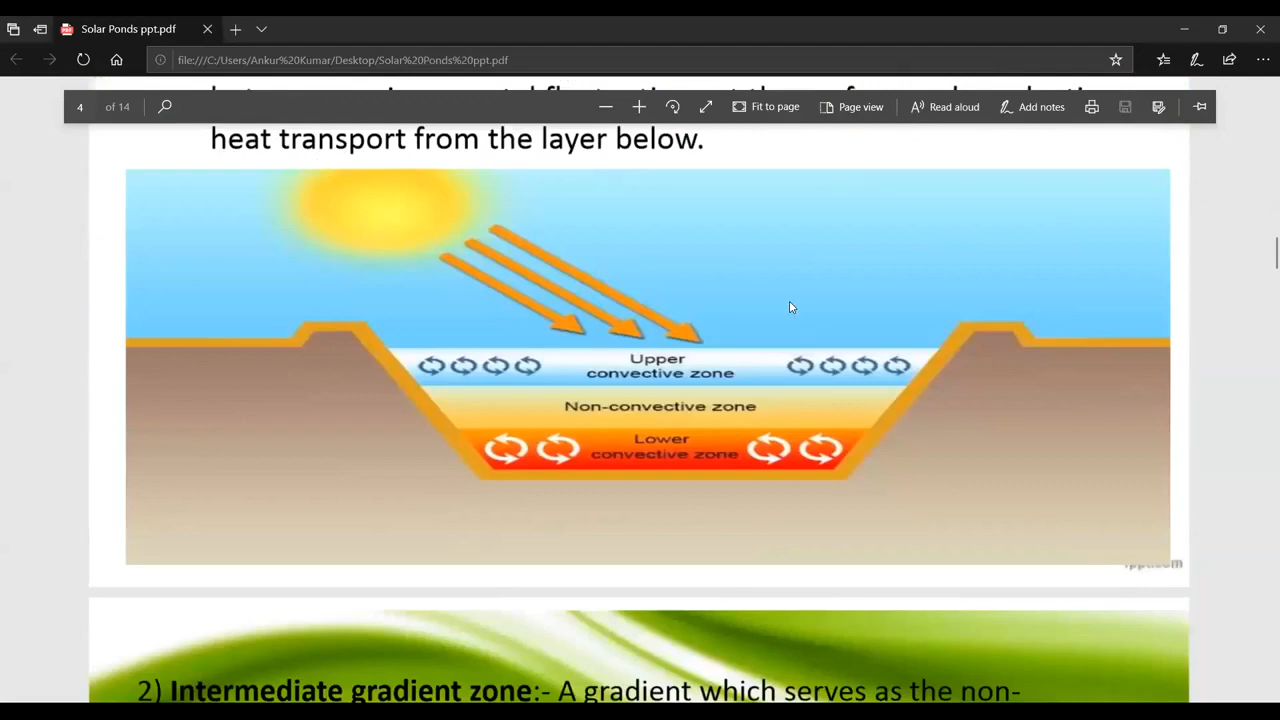 Solar Ponds ppt.pdf
file:///C:/Users/Ankur%20Kumar/Desktop/Solar%20Ponds%20ppt.pdf
4 of 14
Fit to page
Page view
Read aloud
Add notes
heat transport from the layer below.
Upper
convective zone
Non-convective zone
Lower
convective zone
2) Intermediate gradient zone:- A gradient which serves as the non-